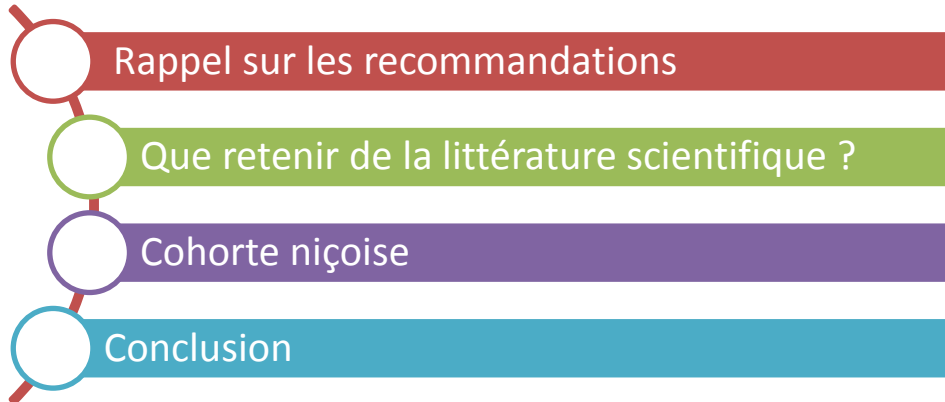 Rappel sur les recommandations
Que retenir de la littérature scientifique ?
Cohorte niçoise
Conclusion